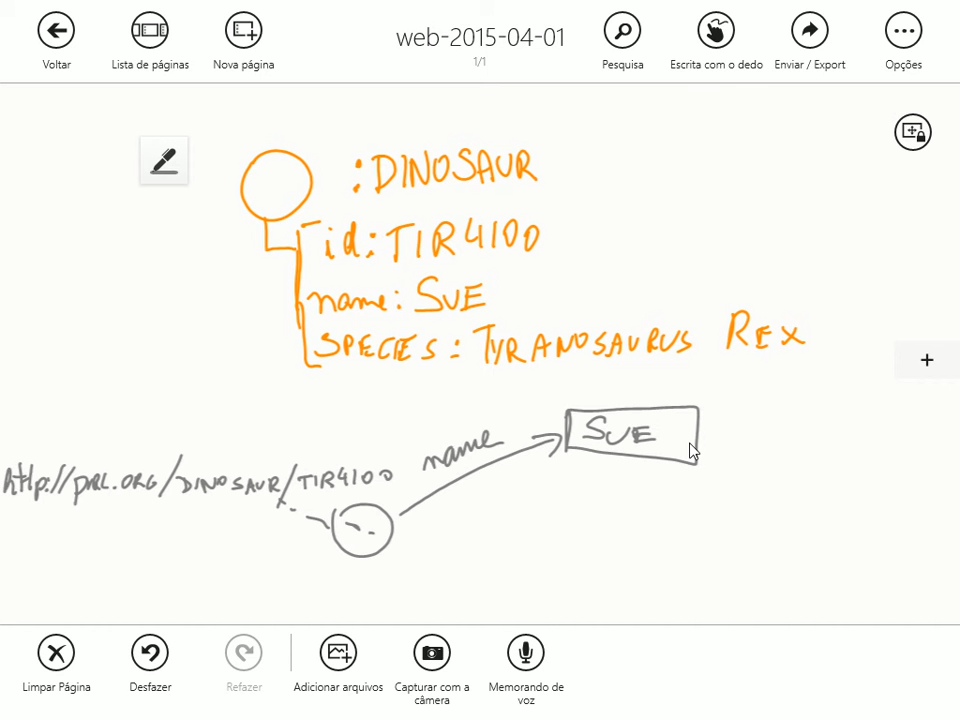 web-2015-04-01
1/1
Voltar
Lista de páginas
Nova página
Pesquisa
Escrita com o dedo
Enviar / Export
Opções
:DINOSAUR
id:TIR4100
name: SUE
SPECIES: TYRANOSAURUS REX
name
SUE
http://purl.org/DINOSAUR/TIR4100
Limpar Página
Desfazer
Refazer
Adicionar arquivos
Capturar com a
câmera
Memorando de
voz